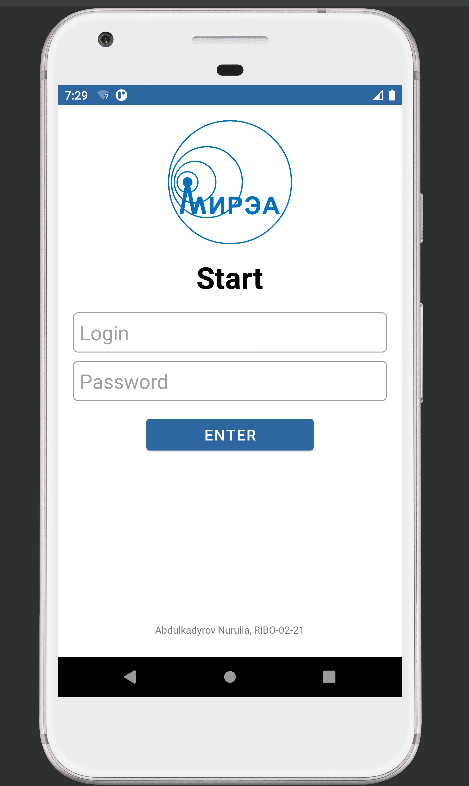 7:29
МИРЭА
Start
Login
Password
ENTER
Abdulkadyrov Nurulla, RIBO-02-21